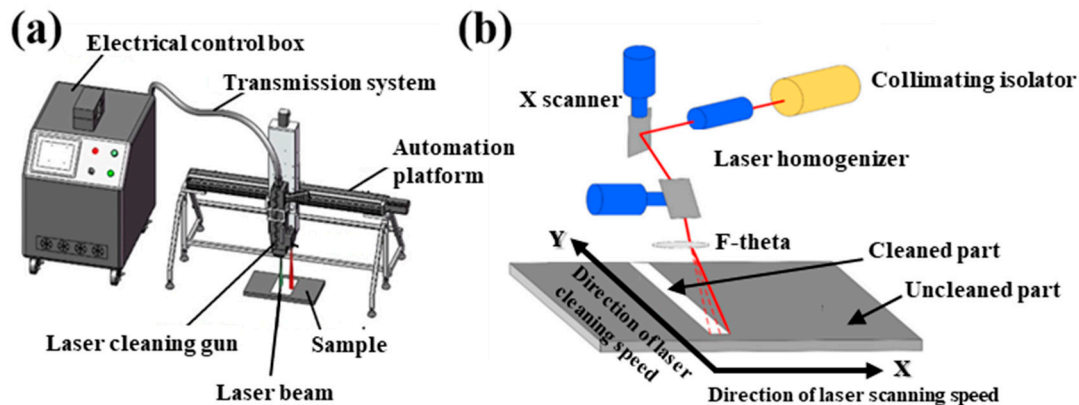 (a)
Electrical control box
Transmission system
Automation
platform
Laser cleaning gun
Sample
Laser beam
(b)
X scanner
Collimating isolator
Laser homogenizer
F-theta
Y
Cleaned part
Uncleaned part
Direction of laser
cleaning speed
X
Direction of laser scanning speed